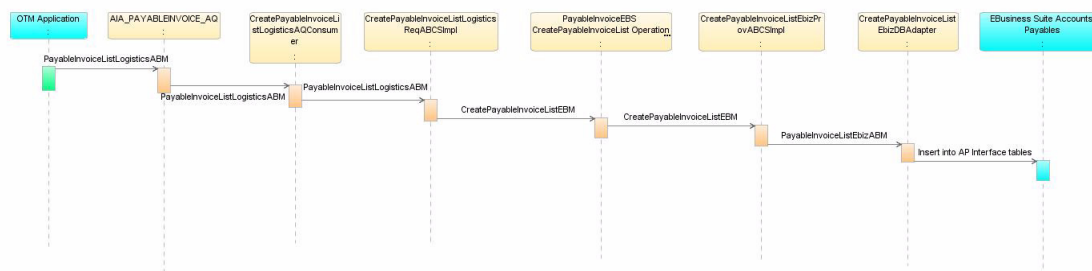 OTM Application
:
AIA_PAYABLEINVOICE_AQ
:
CreatePayableInvoiceLi
stLogisticsAQConsum
er
:
CreatePayableInvoiceListLogistics
ReqABCSImpl
:
PayableInvoiceEBS
CreatePayableInvoiceList Operation
...
:
CreatePayableInvoiceListEbizPr
ovABCSImpl
:
CreatePayableInvoiceList
EbizDBAdapter
:
EBusiness Suite Accounts
Payables
:
PayableInvoiceListLogisticsABM
PayableInvoiceListLogisticsABM
PayableInvoiceListLogisticsABM
CreatePayableInvoiceListEBM
CreatePayableInvoiceListEBM
PayableInvoiceListEbizABM
Insert into AP Interface tables